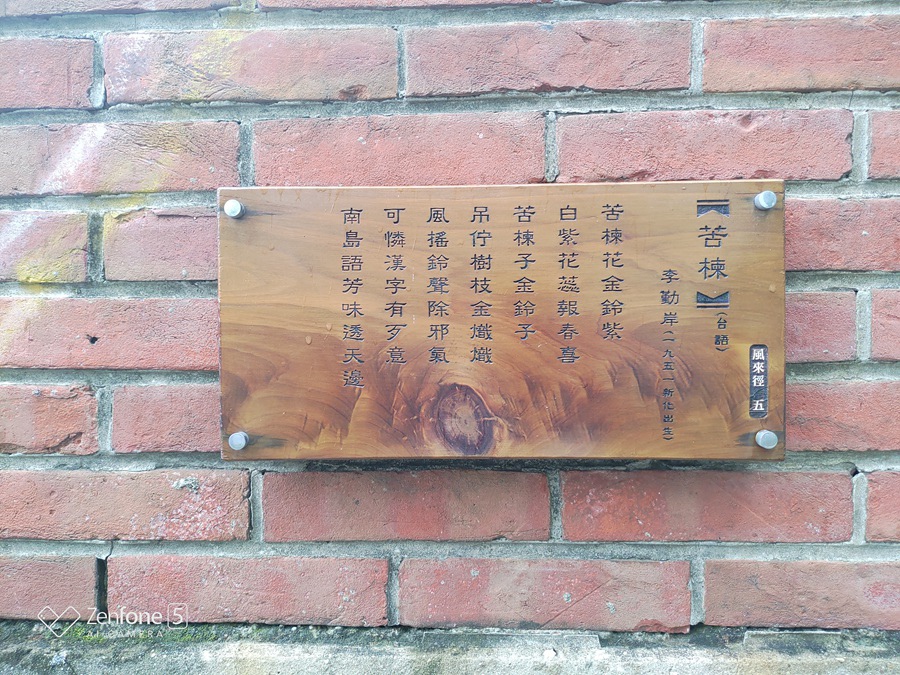 風來徑 五
【苦楝】(台語)
李勤岸(一九五一新化出生)
苦楝花金鈴紫
白紫花蕊報春喜
苦楝子金鈴子
吊佇樹枝金熾熾
風搖鈴聲除邪氣
可憐漢字有歹意
南島語芳味透天邊
Zenfone 5
AI CAMERA